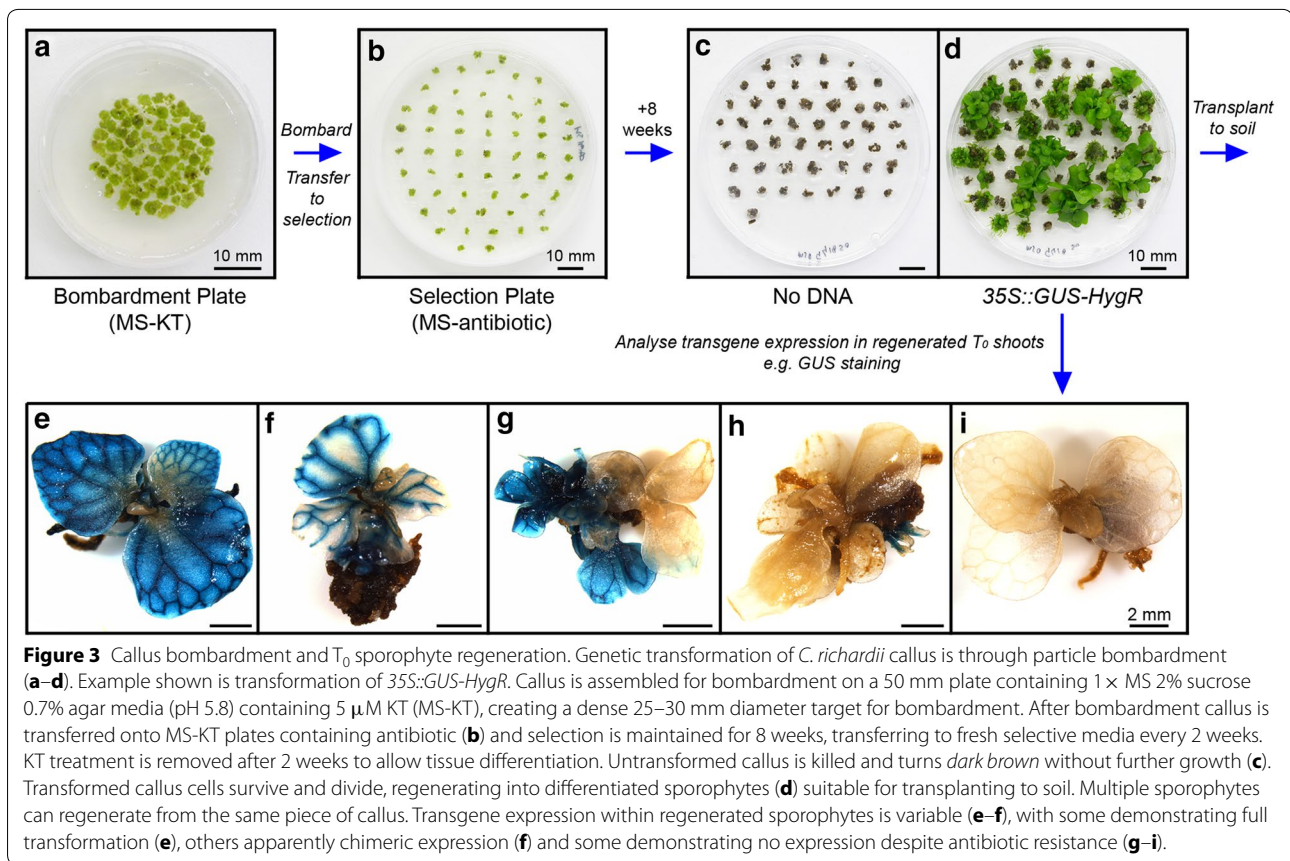 a
b
c
d
Bombard
Transfer
to
selection
+8
weeks
Transplant
to soil
10 mm
10 mm
10 mm
Bombardment Plate
(MS-KT)
Selection Plate
(MS-antibiotic)
No DNA
35S::GUS-HygR
Analyse transgene expression in regenerated T₀ shoots
e.g. GUS staining
e
f
g
h
i
2 mm
Figure 3 Callus bombardment and T₀ sporophyte regeneration. Genetic transformation of C. richardii callus is through particle bombardment
(a–d). Example shown is transformation of 35S::GUS-HygR. Callus is assembled for bombardment on a 50 mm plate containing 1× MS 2% sucrose
0.7% agar media (pH 5.8) containing 5 μM KT (MS-KT), creating a dense 25–30 mm diameter target for bombardment. After bombardment callus is
transferred onto MS-KT plates containing antibiotic (b) and selection is maintained for 8 weeks, transferring to fresh selective media every 2 weeks.
KT treatment is removed after 2 weeks to allow tissue differentiation. Untransformed callus is killed and turns dark brown without further growth (c).
Transformed callus cells survive and divide, regenerating into differentiated sporophytes (d) suitable for transplanting to soil. Multiple sporophytes
can regenerate from the same piece of callus. Transgene expression within regenerated sporophytes is variable (e–f), with some demonstrating full
transformation (e), others apparently chimeric expression (f) and some demonstrating no expression despite antibiotic resistance (g–i).